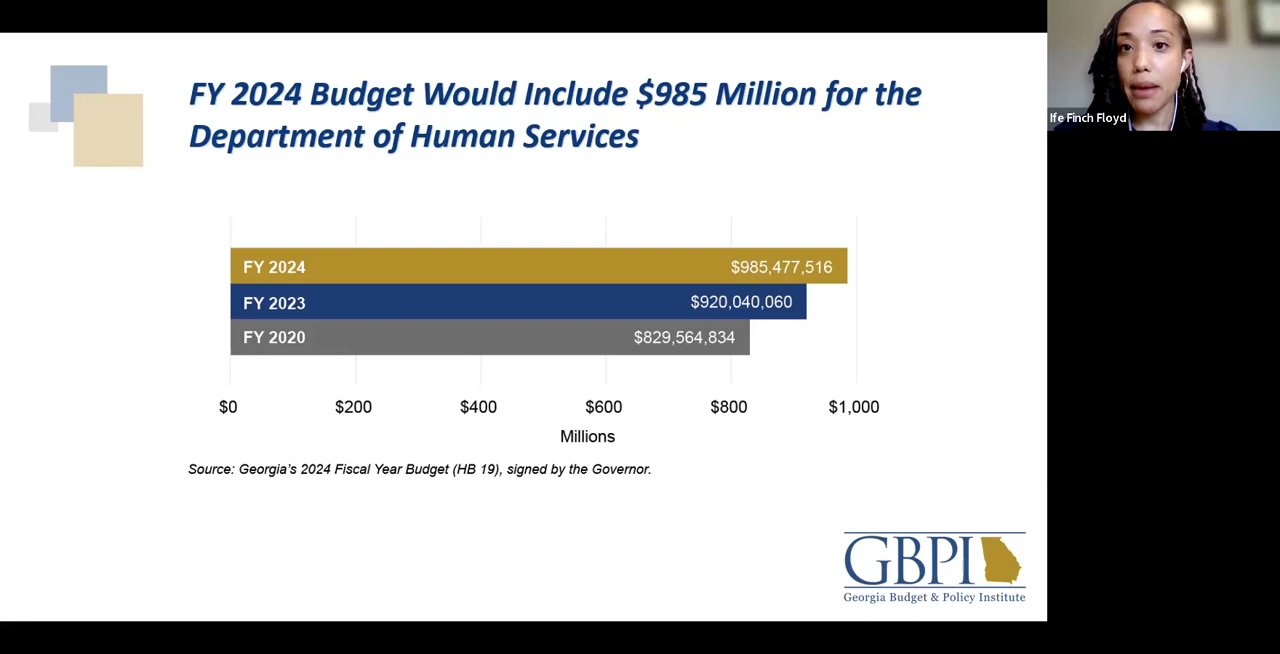 FY 2024 Budget Would Include $985 Million for the
Department of Human Services
Ife Finch Floyd
FY 2024 $985,477,516
FY 2023 $920,040,060
FY 2020 $829,564,834
$0 $200 $400 $600 $800 $1,000
Millions
Source: Georgia's 2024 Fiscal Year Budget (HB 19), signed by the Governor.
GBPI
Georgia Budget & Policy Institute